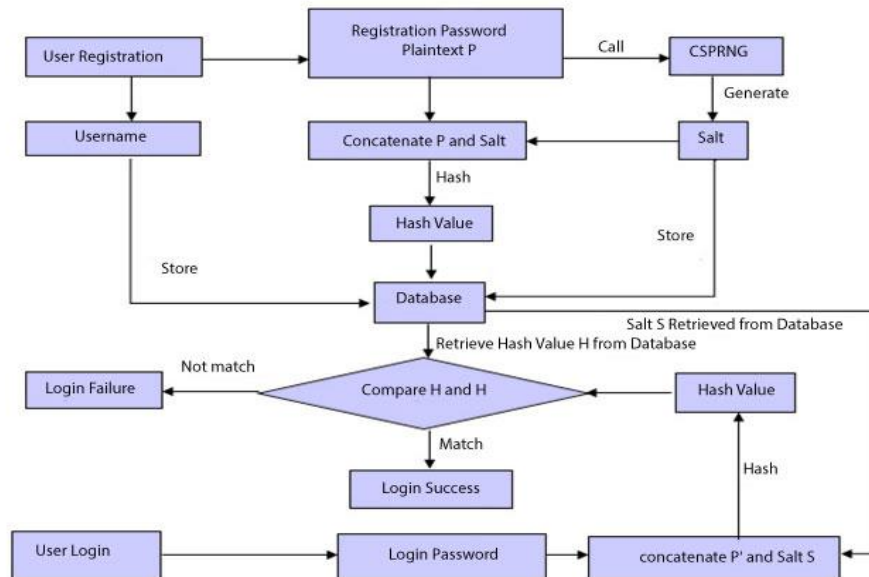 Registration Password
Plaintext P
Call
CSPRNG
User Registration
Generate
Username
Concatenate P and Salt
Salt
Hash
Hash Value
Store
Store
Database
Salt S Retrieved from Database
Retrieve Hash Value H from Database
Not match
Login Failure
Compare H and H
Hash Value
Match
Hash
Login Success
User Login
Login Password
concatenate P' and Salt S